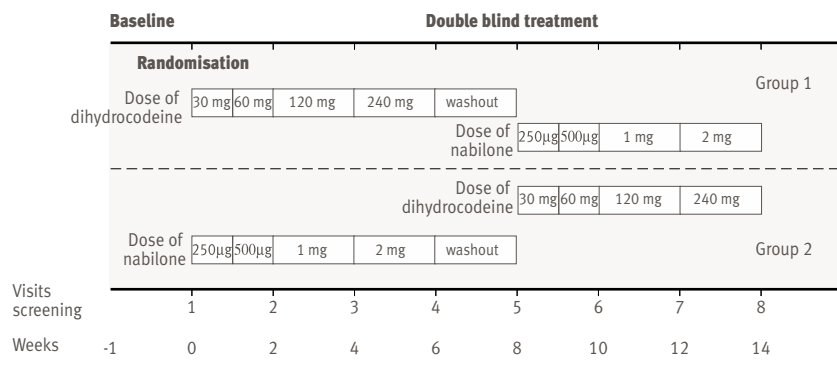 Baseline Double blind treatment
Randomisation
Group 1
Dose of
dihydrocodeine
30 mg 60 mg 120 mg 240 mg washout
Dose of
nabilone
250µg 500µg 1 mg 2 mg
Dose of
dihydrocodeine
30 mg 60 mg 120 mg 240 mg
Dose of
nabilone
250µg 500µg 1 mg 2 mg washout
Group 2
Visits
screening
1 2 3 4 5 6 7 8
Weeks -1 0 2 4 6 8 10 12 14